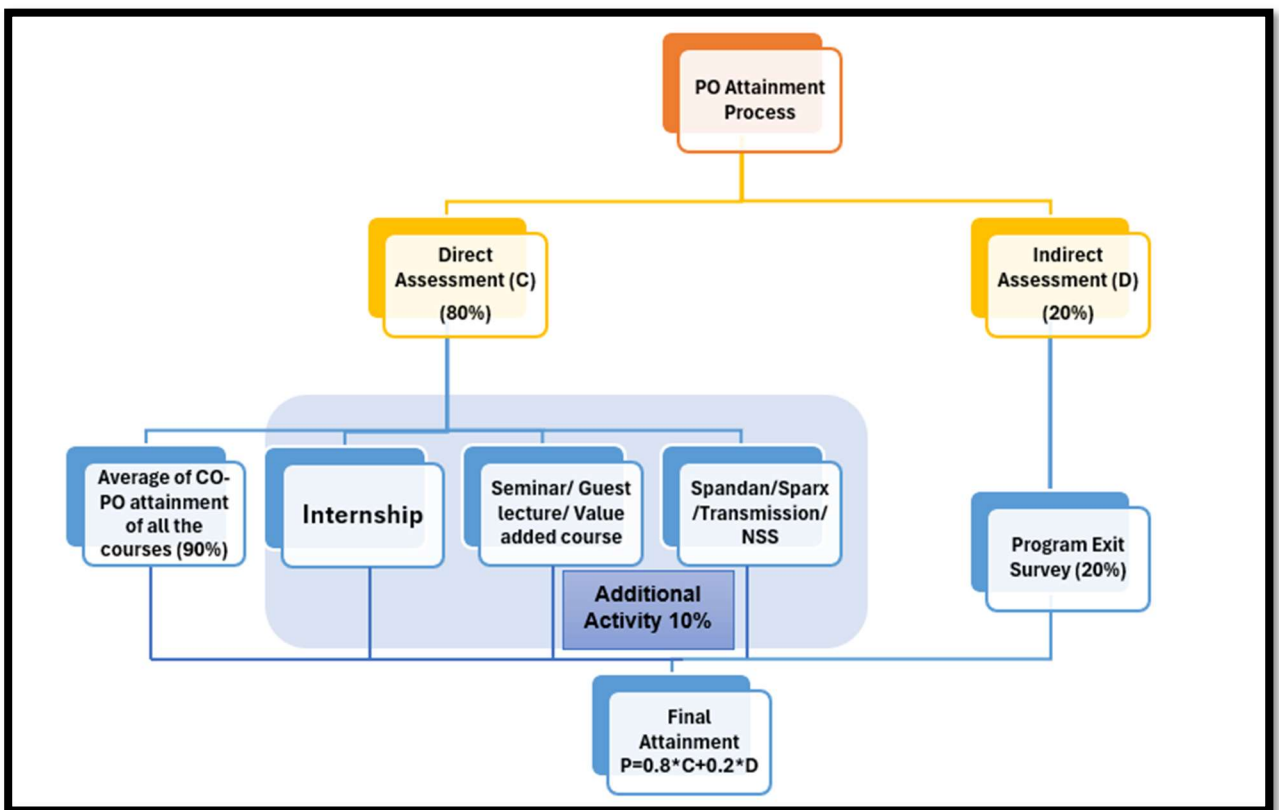 PO Attainment
Process
Direct
Assessment (C)
(80%)
Indirect
Assessment (D)
(20%)
Average of CO-
PO attainment
of all the
courses (90%)
Internship
Seminar/ Guest
lecture/ Value
added course
Spandan/Sparx
/Transmission/
NSS
Program Exit
Survey (20%)
Additional
Activity 10%
Final
Attainment
P=0.8*C+0.2*D